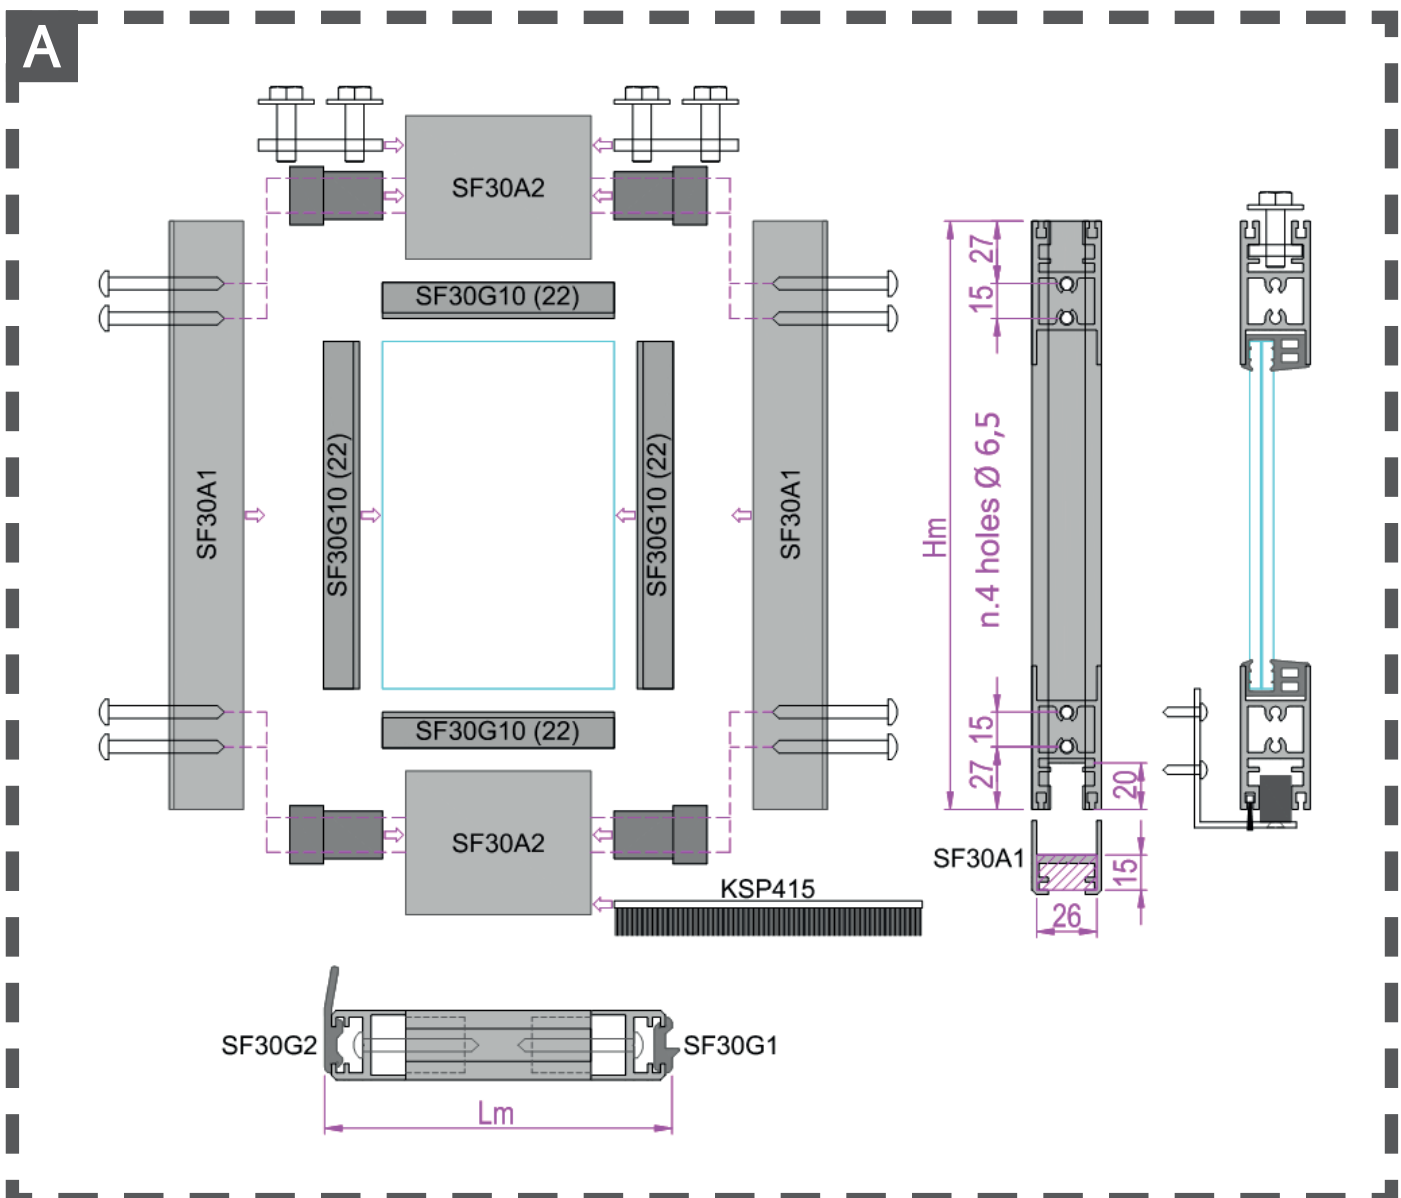 A
SF30A2
SF30G10 (22)
SF30A1
SF30G10 (22)
SF30G10 (22)
SF30A1
SF30G10 (22)
SF30A2
KSP415
27
15
Hm
n.4 holes Ø 6,5
15
27
20
SF30A1
15
26
SF30G2
SF30G1
Lm